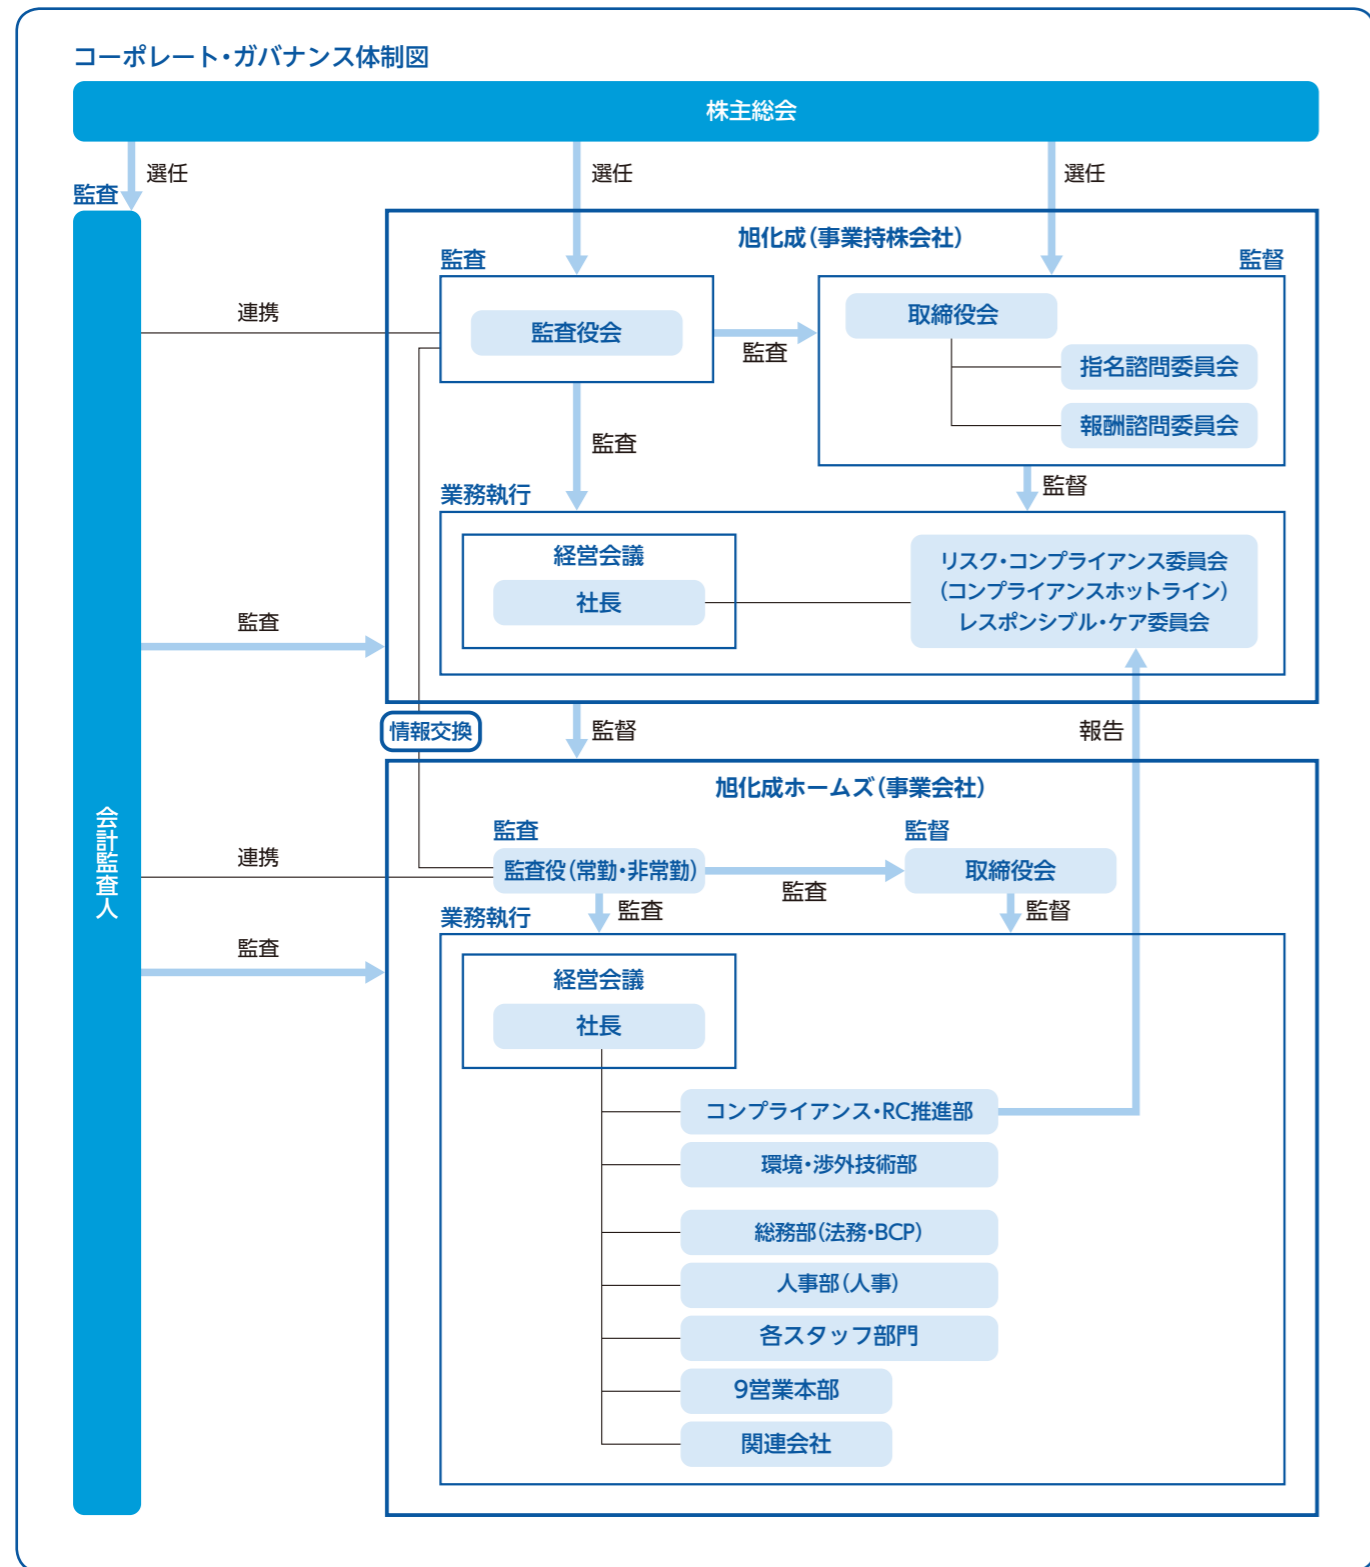 コーポレート・ガバナンス体制図
株主総会
選任
選任
選任
監査
旭化成（事業持株会社）
監査
監督
連携
監査役会
監査
取締役会
指名諮問委員会
報酬諮問委員会
監査
監督
業務執行
経営会議
社長
リスク・コンプライアンス委員会
（コンプライアンスホットライン）
レスポンシブル・ケア委員会
監査
情報交換
監督
報告
旭化成ホームズ（事業会社）
会計監査人
監査
監督
連携
監査役（常勤・非常勤）
監査
取締役会
監査
監督
業務執行
監査
経営会議
社長
コンプライアンス・RC推進部
環境・渉外技術部
総務部（法務・BCP）
人事部（人事）
各スタッフ部門
9営業本部
関連会社